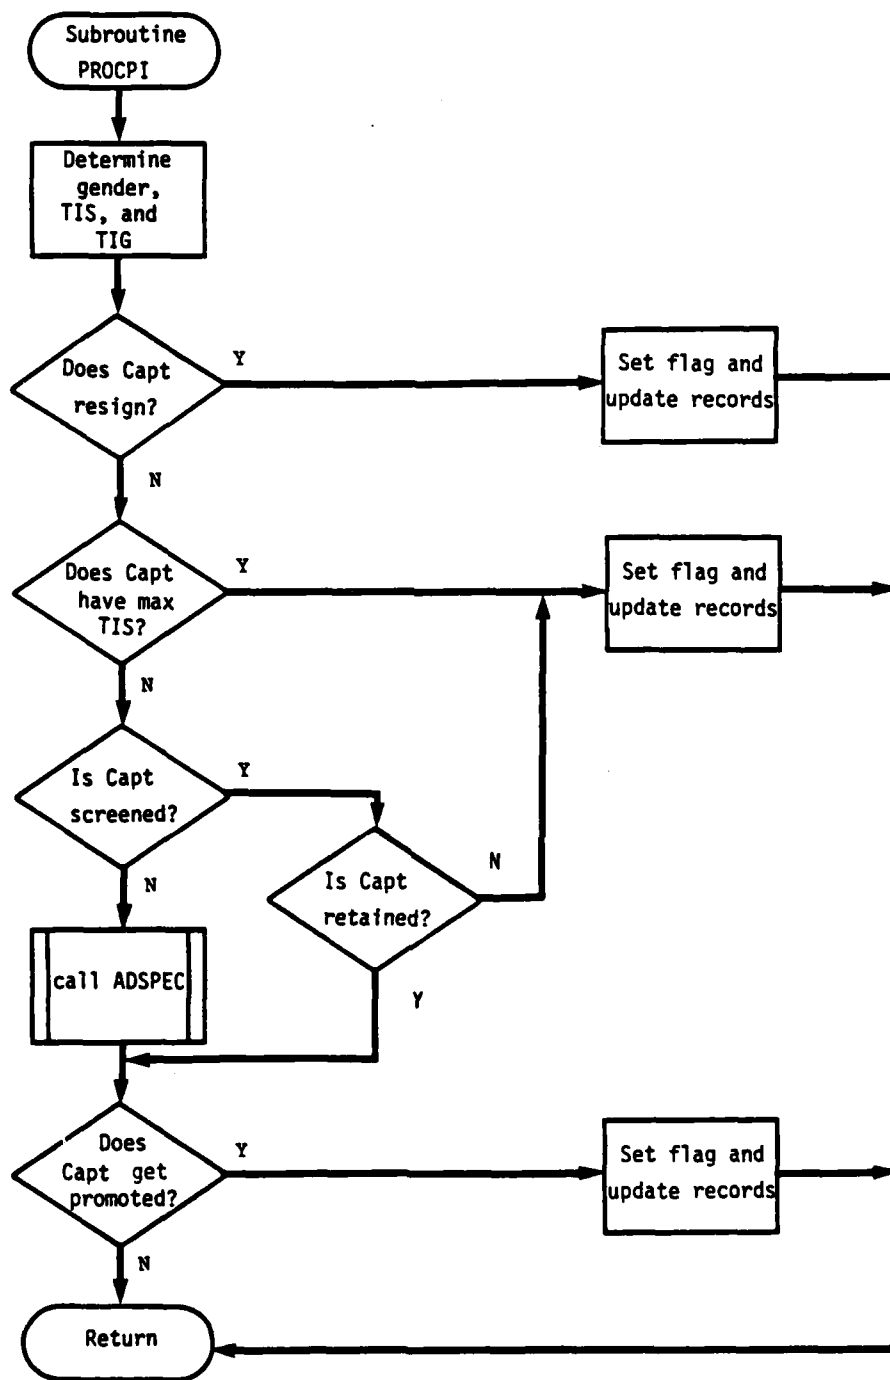 Subroutine
PROCPI
Determine
gender,
TIS, and
TIG
Does Capt
resign?
Y
Set flag and
update records
N
Does Capt
have max
TIS?
Y
Set flag and
update records
N
Is Capt
screened?
Y
Is Capt
retained?
N
N
call ADSPEC
Y
Does
Capt get
promoted?
Y
Set flag and
update records
N
Return